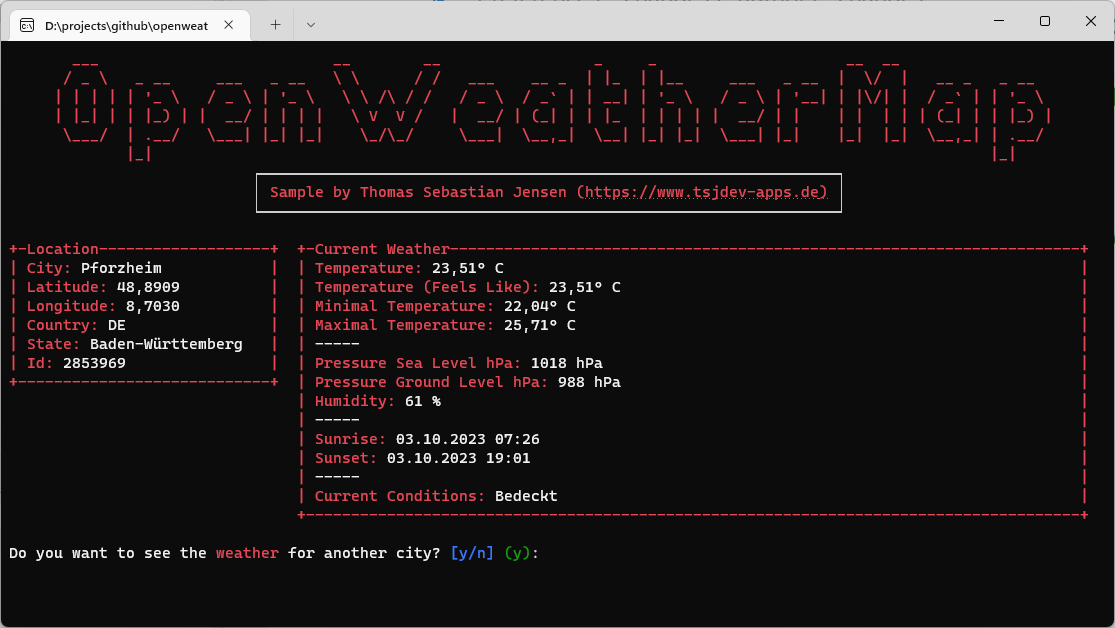 D:\projects\github\openweat
OpenWeatherMap
Sample by Thomas Sebastian Jensen (https://www.tsjdev-apps.de)
Location
City: Pforzheim
Latitude: 48,8909
Longitude: 8,7030
Country: DE
State: Baden-Württemberg
Id: 2853969
Current Weather
Temperature: 23,51° C
Temperature (Feels Like): 23,51° C
Minimal Temperature: 22,04° C
Maximal Temperature: 25,71° C
-----
Pressure Sea Level hPa: 1018 hPa
Pressure Ground Level hPa: 988 hPa
Humidity: 61 %
-----
Sunrise: 03.10.2023 07:26
Sunset: 03.10.2023 19:01
-----
Current Conditions: Bedeckt
Do you want to see the weather for another city? [y/n] (y):